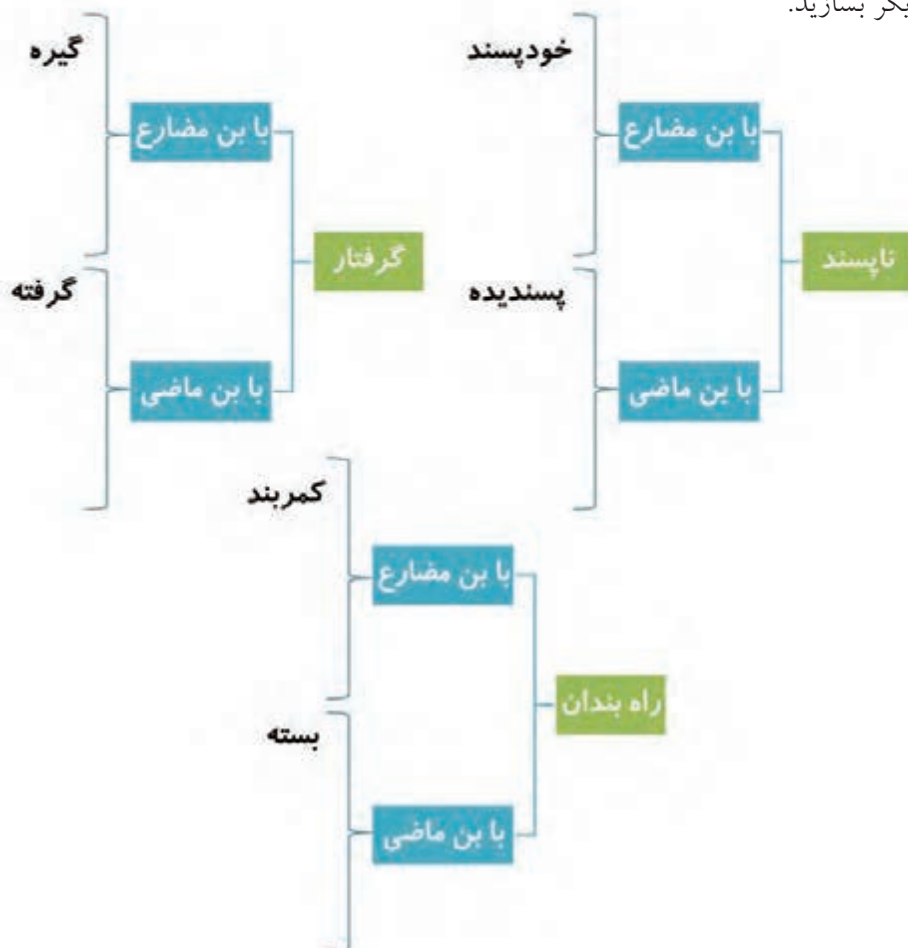 بسازید.
ناپسند
با بن مضارع
خودپسند
با بن ماضی
پسندیده
گرفتار
با بن مضارع
گیره
با بن ماضی
گرفته
راه بندان
با بن مضارع
کمربند
با بن ماضی
بسته